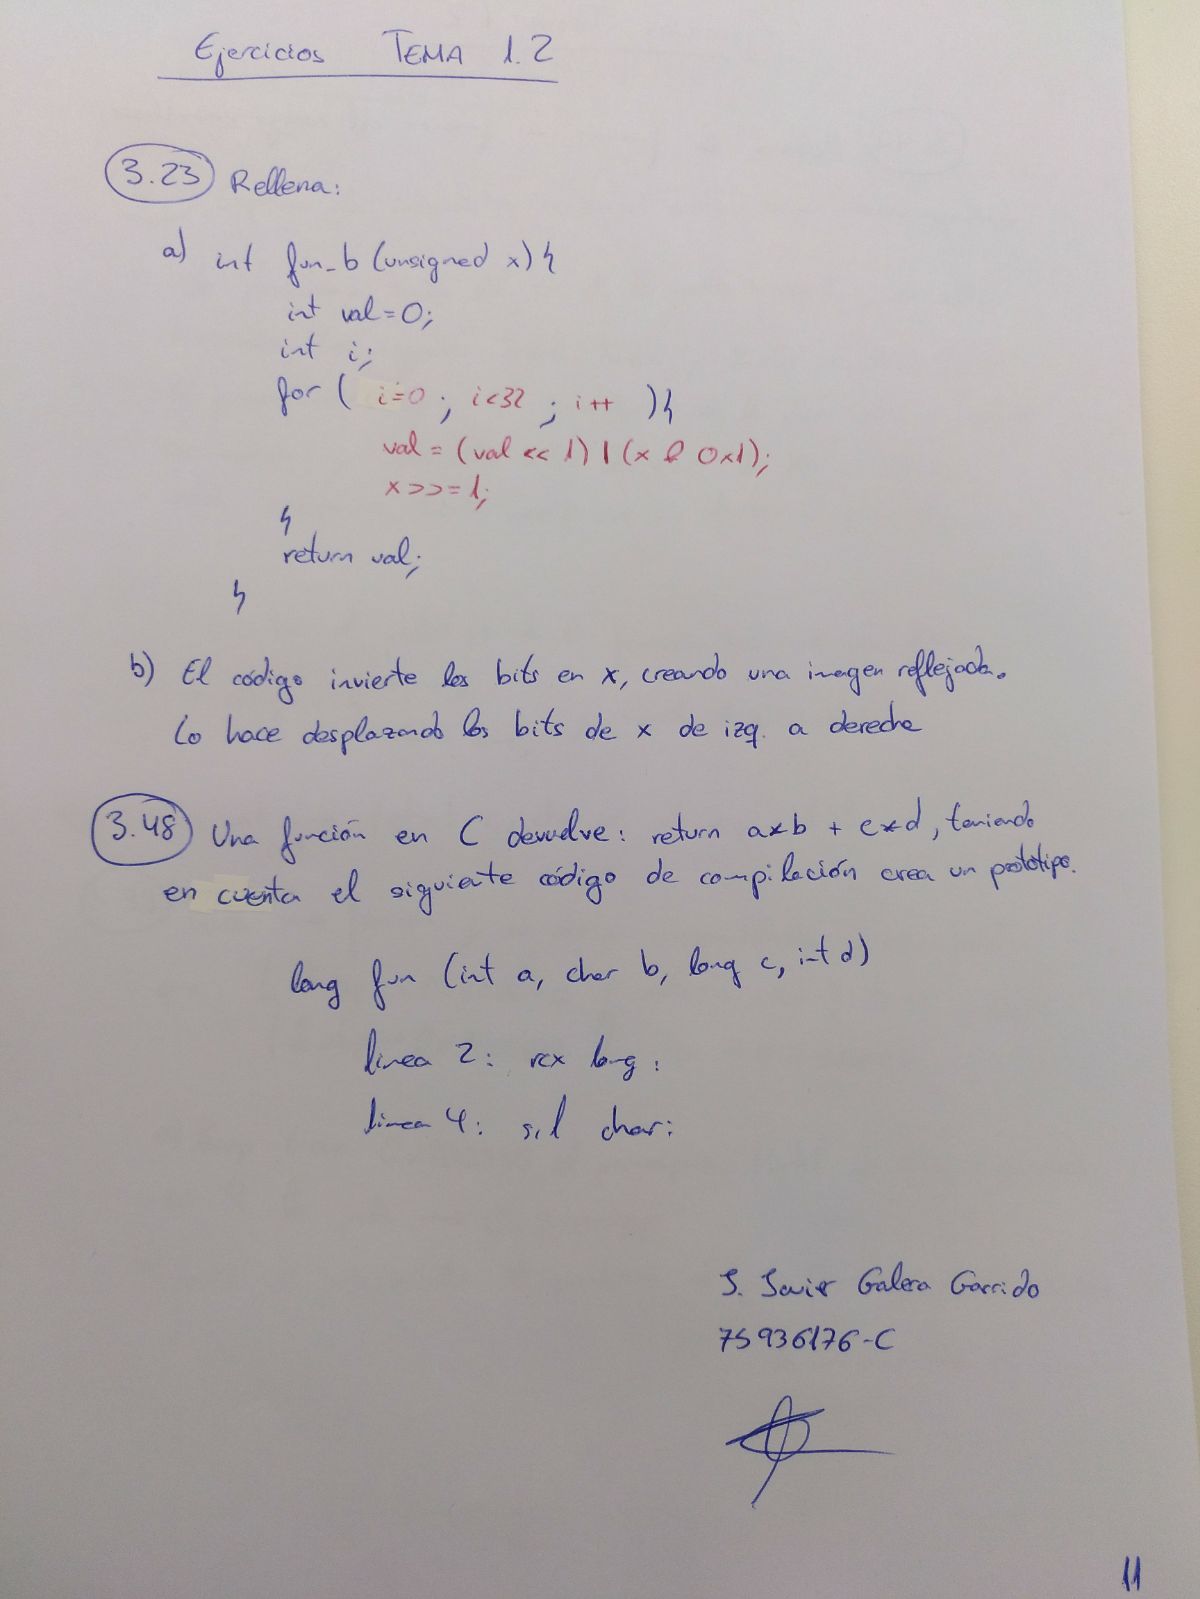 Ejercicios TEMA 1.2
3.23 Rellena:
a) int fun_b (unsigned x) {
int val=0;
int i;
for ( i=0 ; i<32 ; i++ ) {
val = (val << 1) | (x & 0x1);
x>>=1;
}
return val;
}
b) El código invierte los bits en x, creando una imagen reflejada.
Lo hace desplazando los bits de x de izq. a derecha
3.48 Una función en C devuelve: return a*b + c*d, teniendo
en cuenta el siguiente código de compilación crea un prototipo.
long fun (int a, char b, long c, int d)
linea 2: rcx long:
linea 4: sil char:
J. Javier Galera Garrido
75936176-C
11